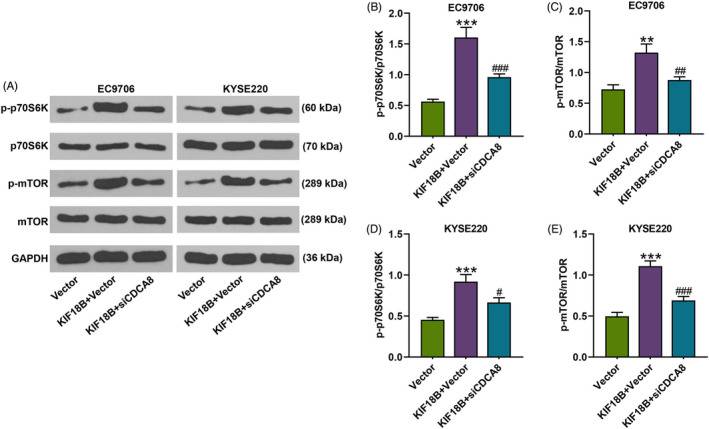 (A)
EC9706 KYSE220
p-p70S6K (60 kDa)
p70S6K (70 kDa)
p-mTOR (289 kDa)
mTOR (289 kDa)
GAPDH (36 kDa)
Vector KIF18B+Vector KIF18B+siCDCA8 Vector KIF18B+Vector KIF18B+siCDCA8
(B) EC9706
p-p70S6K/p70S6K
2.0
1.5
1.0
0.5
0.0
***
###
Vector KIF18B+Vector KIF18B+siCDCA8
(C) EC9706
p-mTOR/mTOR
2.0
1.5
1.0
0.5
0.0
**
##
Vector KIF18B+Vector KIF18B+siCDCA8
(D) KYSE220
p-p70S6K/p70S6K
1.5
1.0
0.5
0.0
***
#
Vector KIF18B+Vector KIF18B+siCDCA8
(E) KYSE220
p-mTOR/mTOR
1.5
1.0
0.5
0.0
***
###
Vector KIF18B+Vector KIF18B+siCDCA8